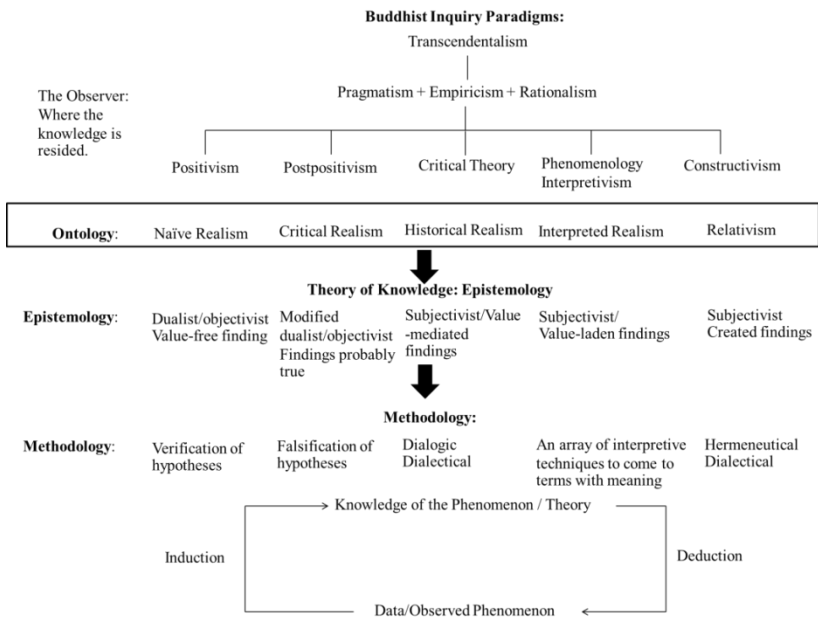 Buddhist Inquiry Paradigms:
Transcendentalism
Pragmatism + Empiricism + Rationalism
The Observer:
Where the
knowledge is
resided.
Positivism
Postpositivism
Critical Theory
Phenomenology
Interpretivism
Constructivism
Ontology:
Naïve Realism
Critical Realism
Historical Realism
Interpreted Realism
Relativism
Theory of Knowledge: Epistemology
Epistemology:
Dualist/objectivist
Value-free finding
Modified
dualist/objectivist
Findings probably
true
Subjectivist/Value
-mediated
findings
Subjectivist/
Value-laden findings
Subjectivist
Created findings
Methodology:
Methodology:
Verification of
hypotheses
Falsification of
hypotheses
Dialogic
Dialectical
An array of interpretive
techniques to come to
terms with meaning
Hermeneutical
Dialectical
Knowledge of the Phenomenon / Theory
Induction
Deduction
Data/Observed Phenomenon